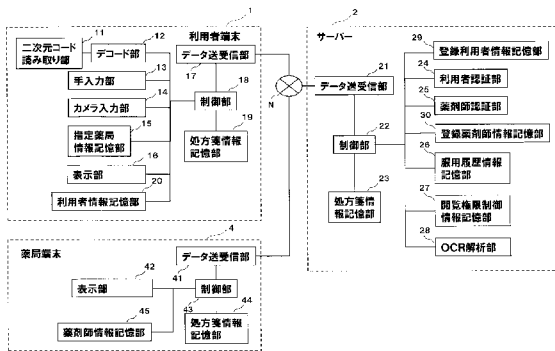 1
利用者端末
11
二次元コード
読み取り部
12
デコード部
13
手入力部
14
カメラ入力部
15
指定薬局
情報記憶部
16
表示部
20
利用者情報記憶部
データ送受信部
17
18
制御部
19
処方箋情報
記憶部
N
2
サーバー
21
データ送受信部
22
制御部
23
処方箋情
報記憶部
29
登録利用者情報記憶部
24
利用者認証部
25
薬剤師認証部
30
登録薬剤師情報記憶部
26
服用履歴情報
記憶部
27
閲覧権限制御
情報記憶部
28
OCR解析部
4
薬局端末
データ送受信部
41
42
表示部
制御部
43
44
処方箋情報
記憶部
45
薬剤師情報記憶部